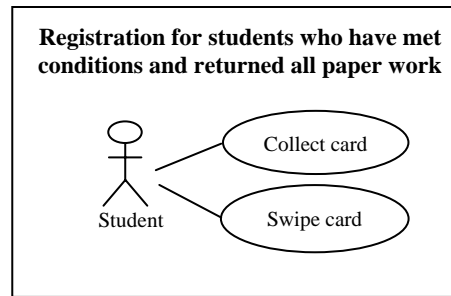 Registration for students who have met
conditions and returned all paper work
Collect card
Student
Swipe card